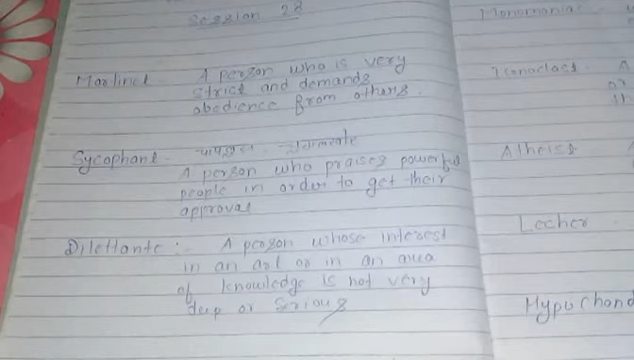 Session 28
Martinet - A person who is very
strict and demands
obedience from others.
Sycophant - चापलूस -
A person who praises powerful
people in order to get their
approval
Dilettante :- A person whose interest
in an art or in an area
of knowledge is not very
deep or serious
Monomania
Iconoclast
Atheist
Lecher
Hypochond